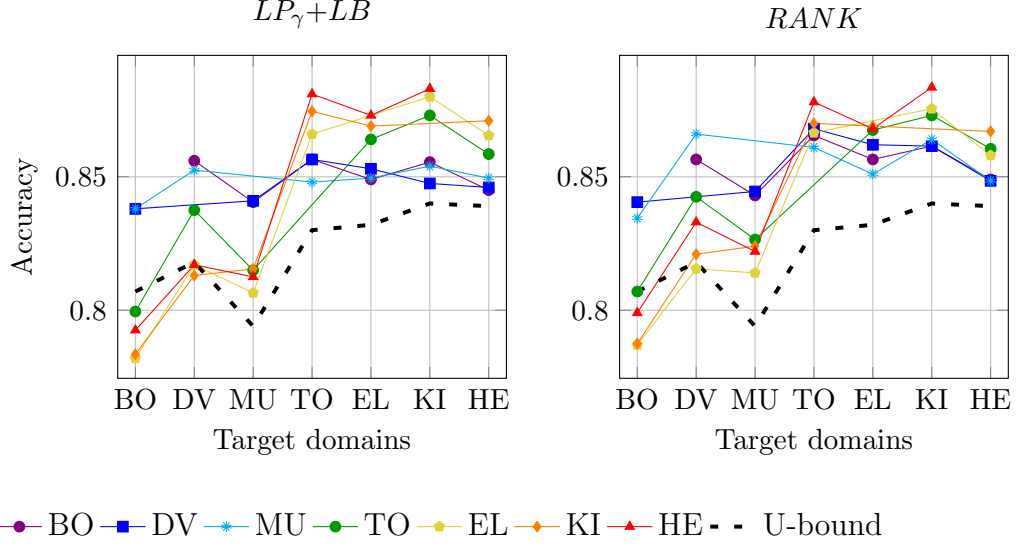 LPγ+LB
RANK
Accuracy
0.85
0.8
0.85
0.8
BO DV MU TO EL KI HE
BO DV MU TO EL KI HE
Target domains
Target domains
BO DV MU TO EL KI HE U-bound